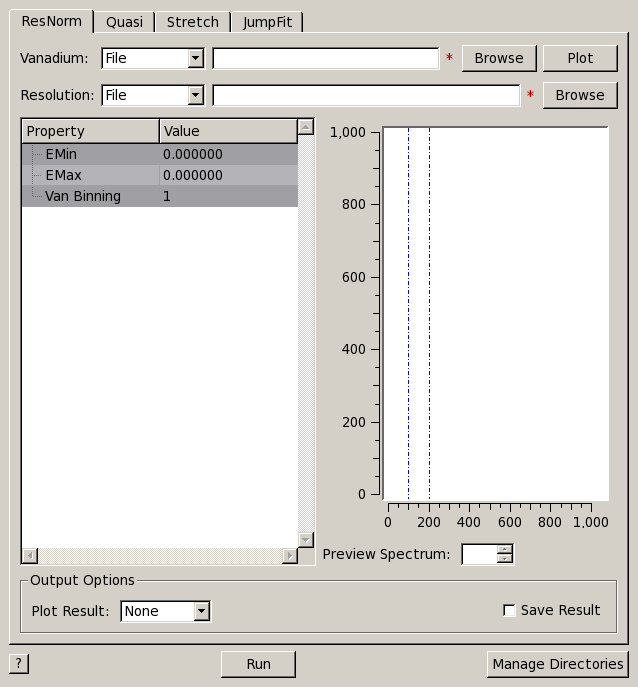 ResNorm Quasi Stretch JumpFit
Vanadium: File * Browse Plot
Resolution: File * Browse
Property Value
EMin 0.000000
EMax 0.000000
Van Binning 1
1,000
800
600
400
200
0
0 200 400 600 800 1,000
Preview Spectrum:
Output Options
Plot Result: None Save Result
? Run Manage Directories